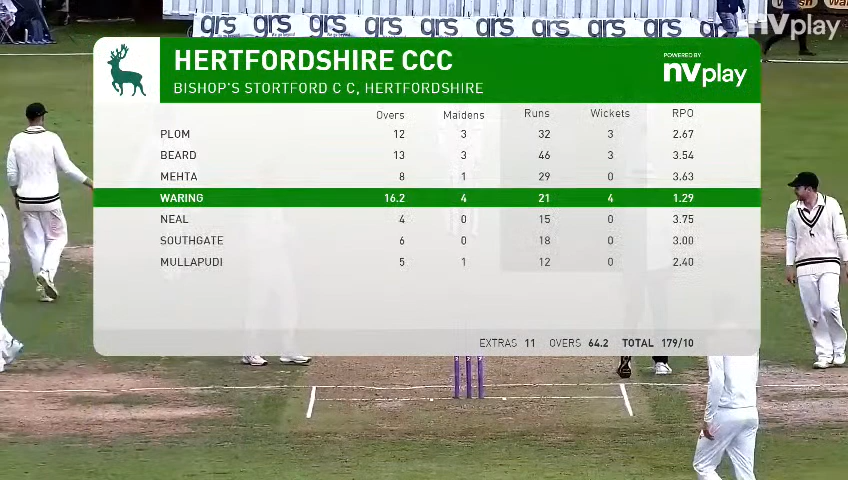 grs grs grs grs grs grs grs grs grs
nvplay
HERTFORDSHIRE CCC
BISHOP'S STORTFORD C C, HERTFORDSHIRE
POWERED BY
nvplay
Overs Maidens Runs Wickets RPO
PLOM 12 3 32 3 2.67
BEARD 13 3 46 3 3.54
MEHTA 8 1 29 0 3.63
WARING 16.2 4 21 4 1.29
NEAL 4 0 15 0 3.75
SOUTHGATE 6 0 18 0 3.00
MULLAPUDI 5 1 12 0 2.40
EXTRAS 11 OVERS 64.2 TOTAL 179/10